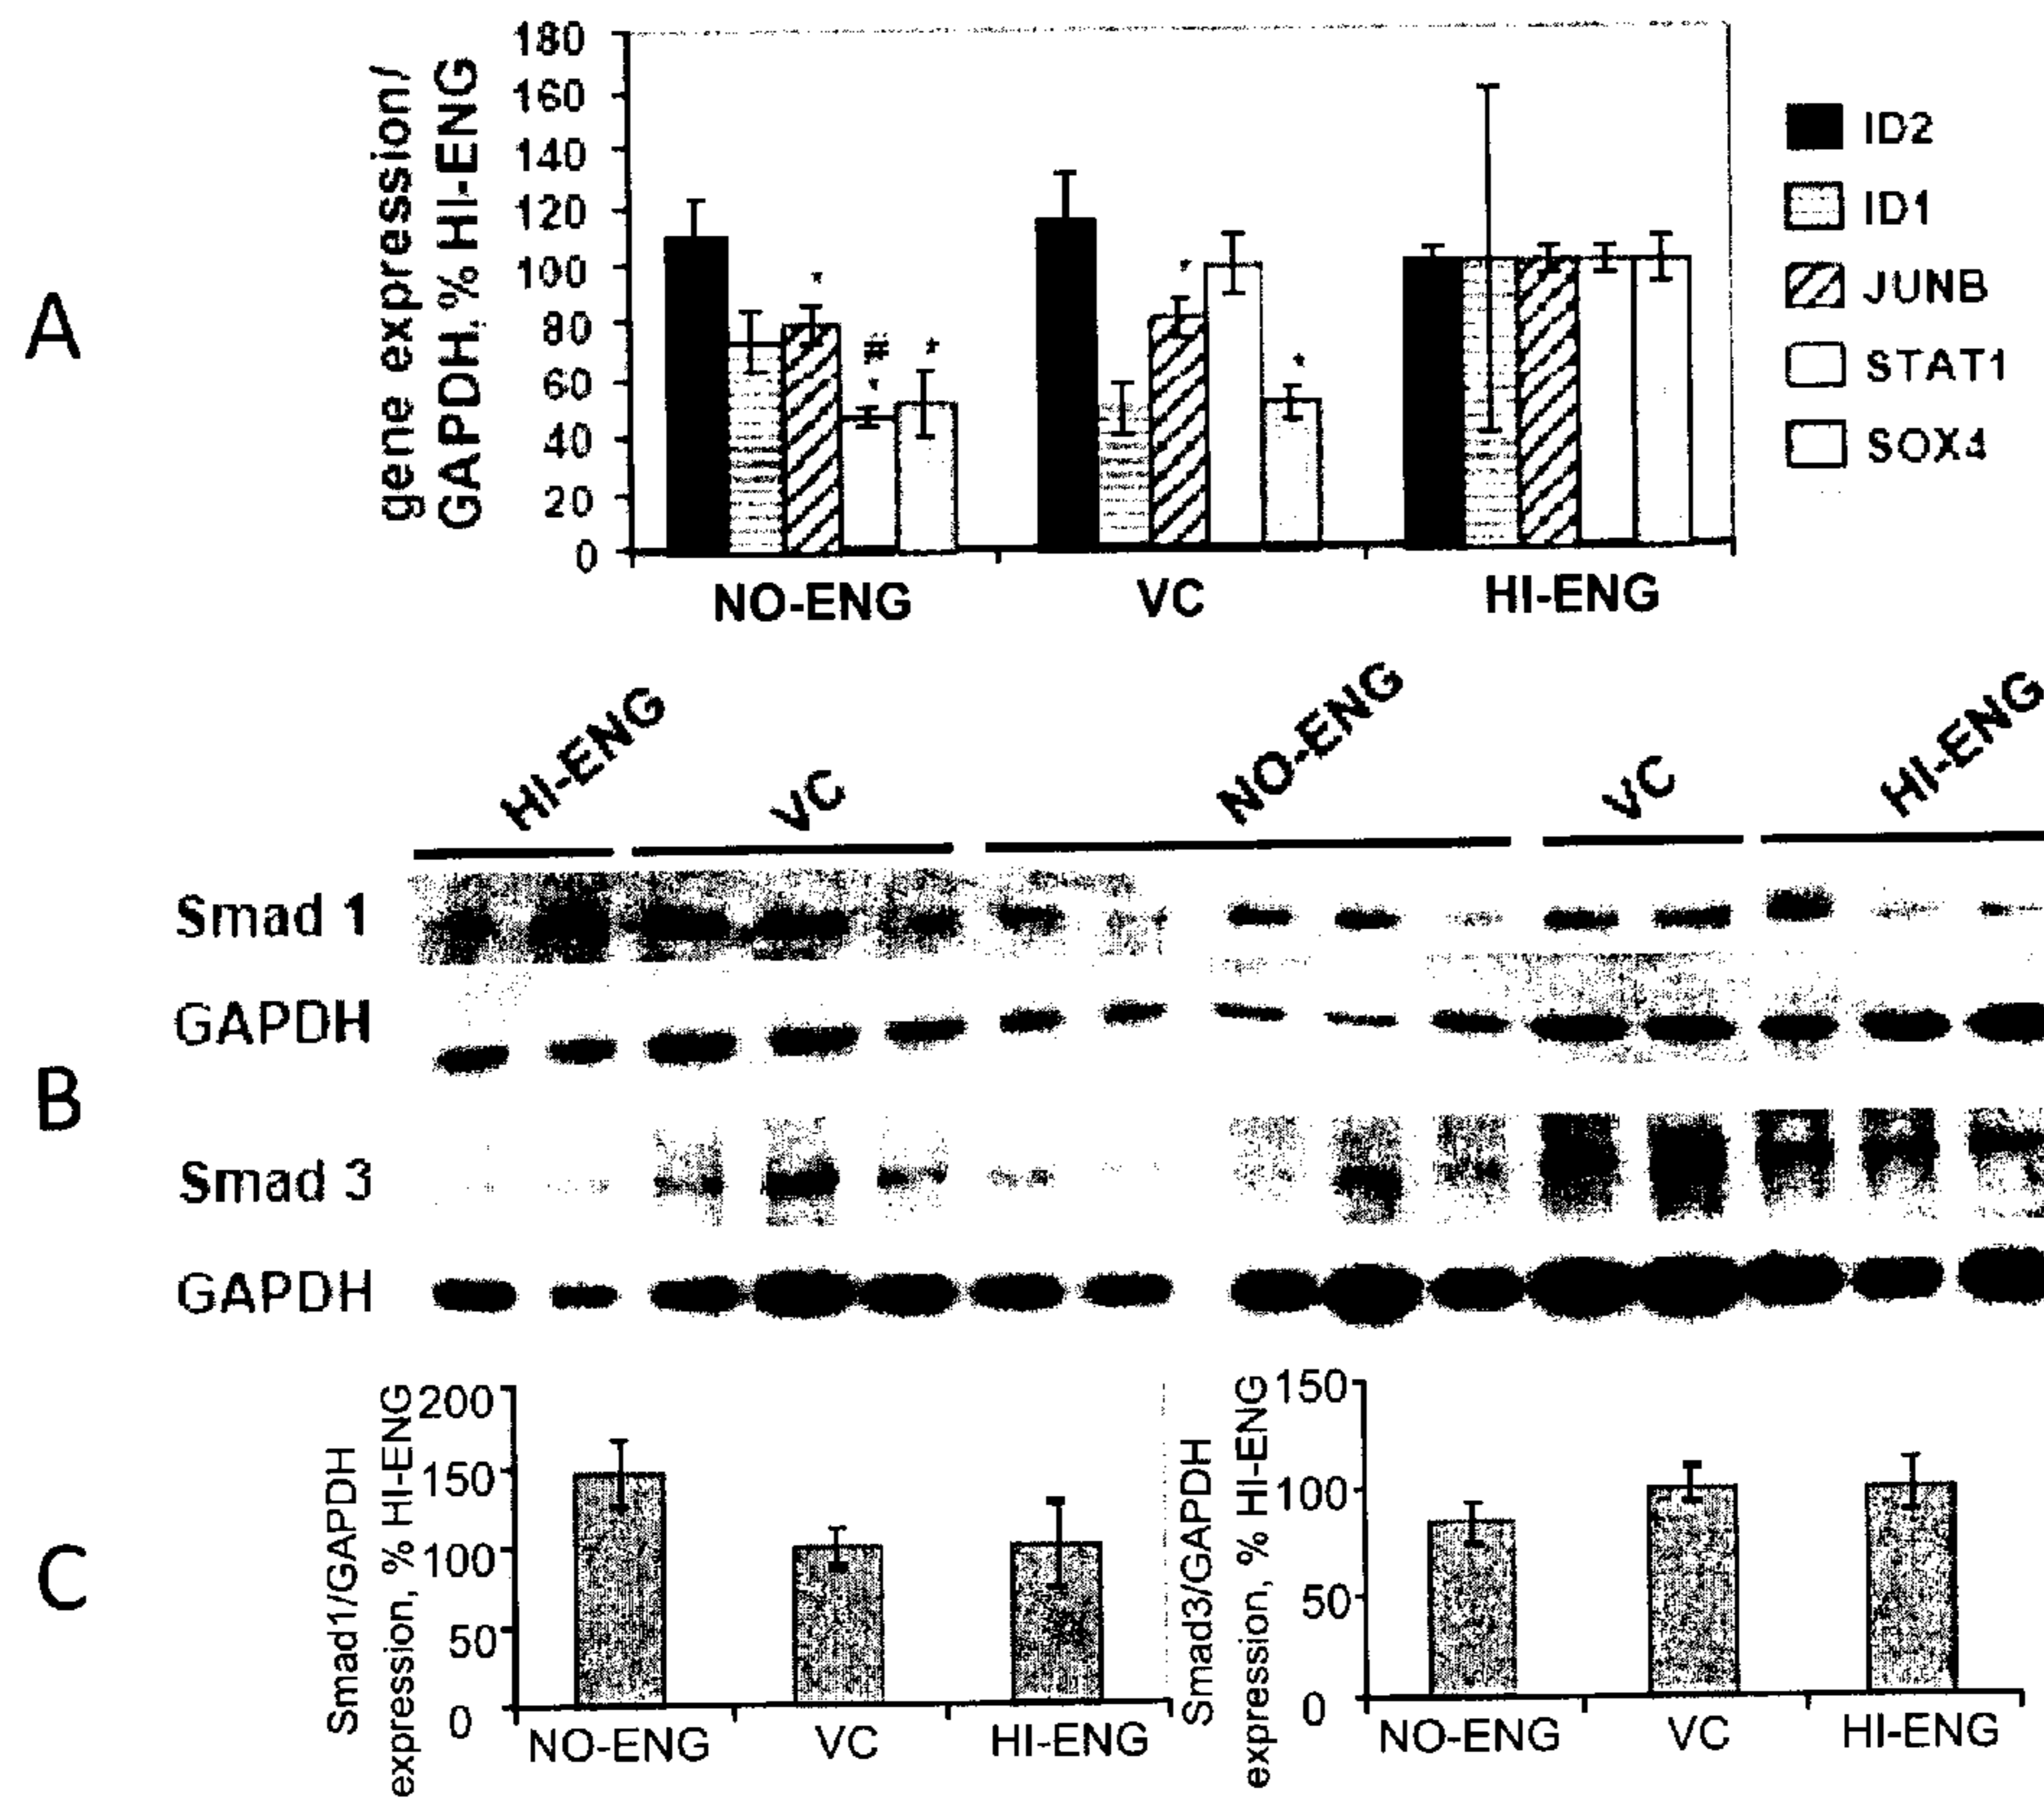 A
gene expression/
GAPDH, % HI-ENG
180
160
140
120
100
80
60
40
20
0
*
#
*
*
*
*
NO-ENG
VC
HI-ENG
ID2
ID1
JUNB
STAT1
SOX4
B
HI-ENG
VC
NO-ENG
VC
HI-ENG
Smad 1
GAPDH
Smad 3
GAPDH
C
Smad1/GAPDH
expression, % HI-ENG
200
150
100
50
0
NO-ENG
VC
HI-ENG
Smad3/GAPDH
expression, % HI-ENG
150
100
50
0
NO-ENG
VC
HI-ENG